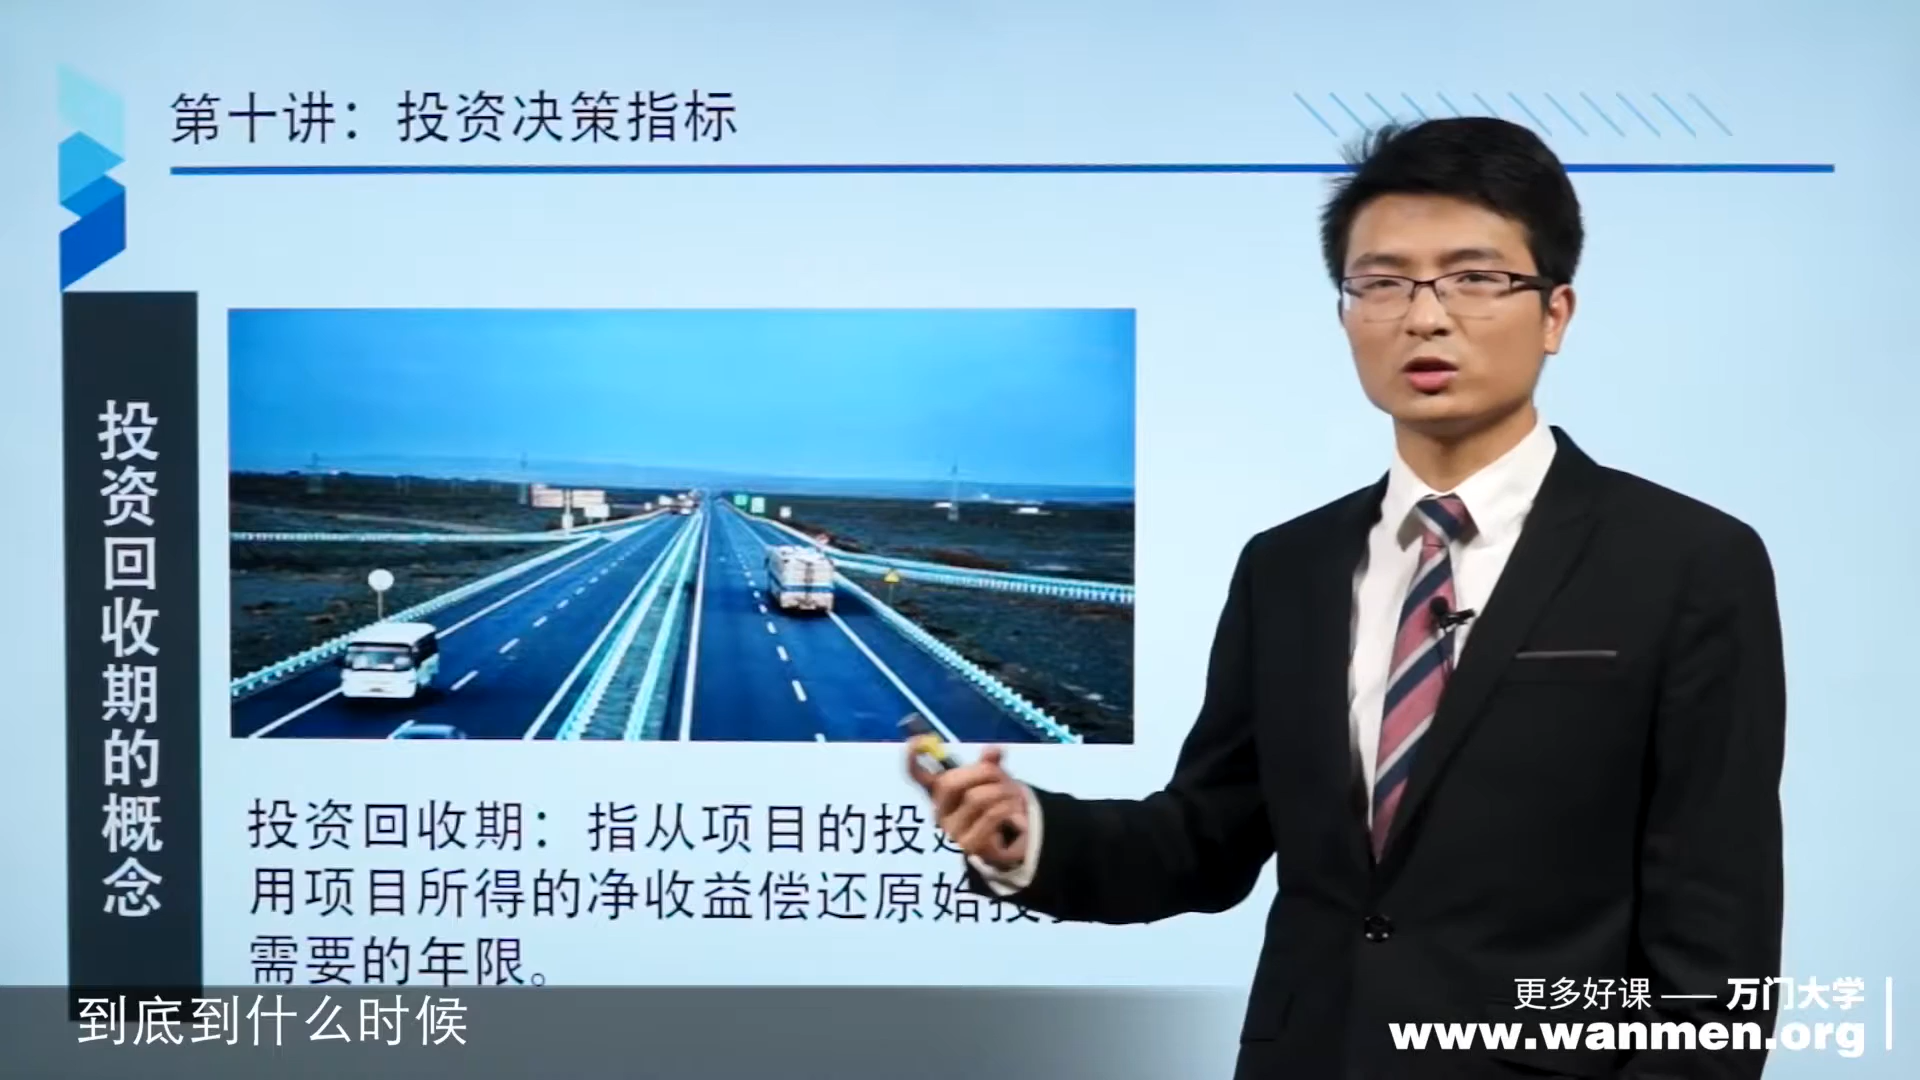 第十讲：投资决策指标
投资回收期的概念
投资回收期：指从项目的投
用项目所得的净收益偿还原始投
需要的年限。
到底到什么时候
更多好课 —— 万门大学
www.wanmen.org